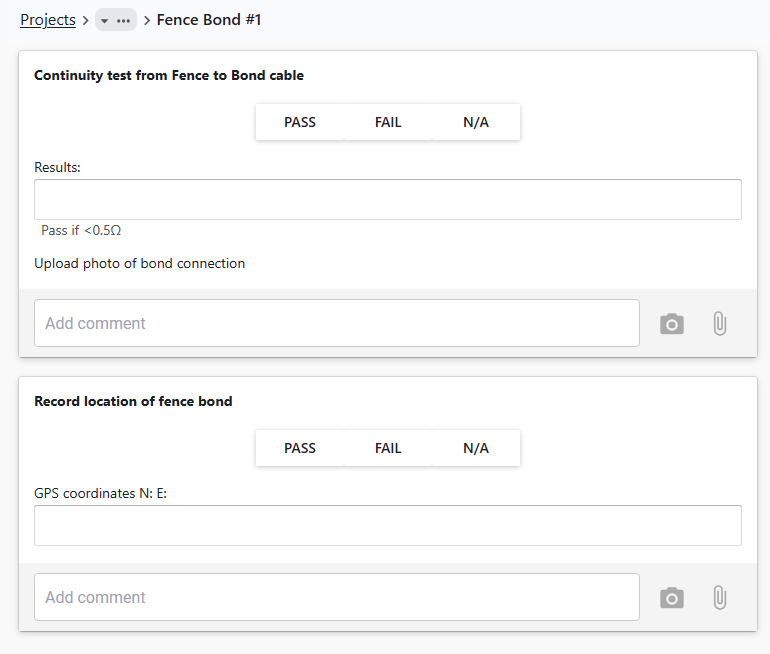 Projects > ... > Fence Bond #1
Continuity test from Fence to Bond cable
PASS FAIL N/A
Results:
Pass if <0.5Ω
Upload photo of bond connection
Add comment
Record location of fence bond
PASS FAIL N/A
GPS coordinates N: E:
Add comment